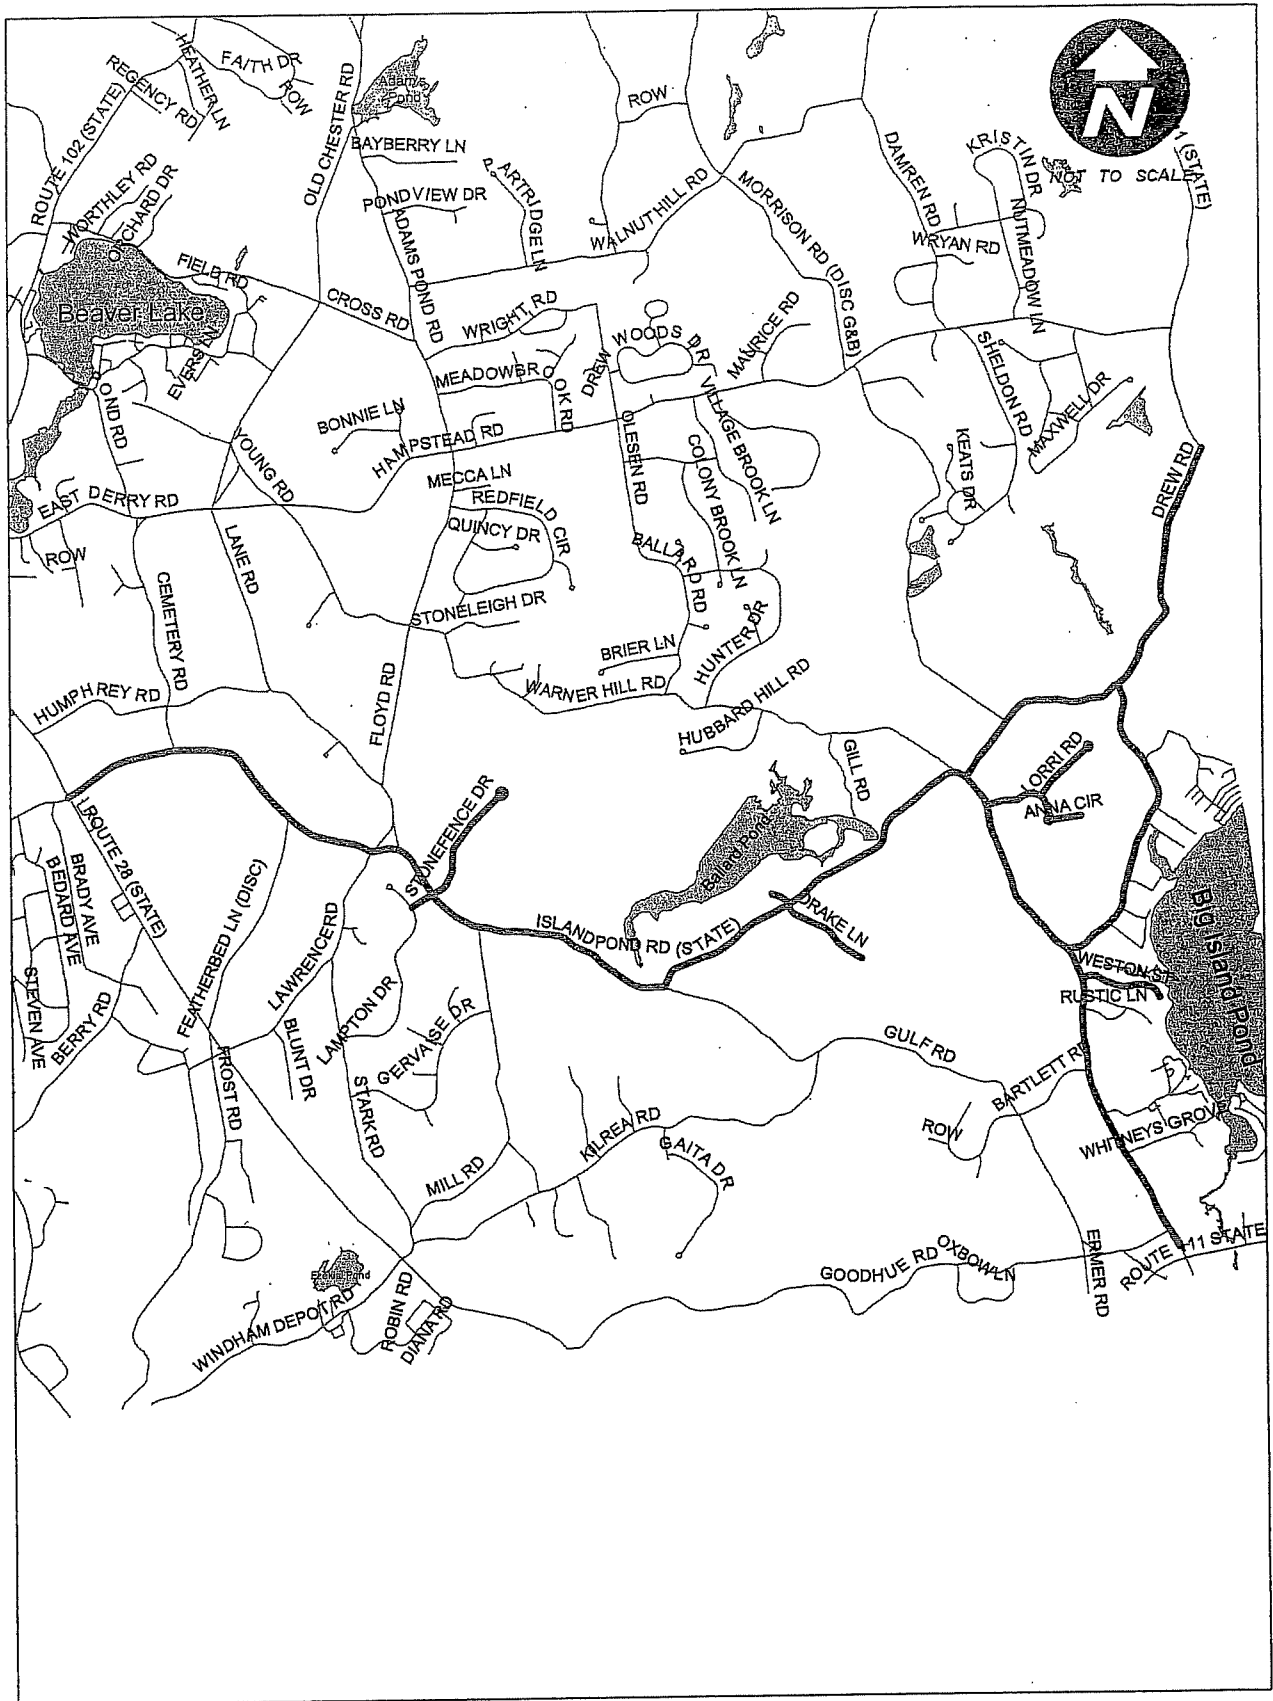 HEATHER LN
FAITH DR
ROW
REGENCY RD
ROUTE 102 (STATE)
OLD CHESTER RD
Adam's
Pond
BAYBERRY LN
PONDVIEW DR
ADAMS POND RD
PARTRIDGE LN
ROW
WALNUT HILL RD
MORRISON RD (DISC G&B)
DAMREN RD
KRISTIN DR
N
NOT TO SCALE
1 (STATE)
NUTMEADOW LN
WRYAN RD
WORTHLEY RD
ORCHARD DR
FIELD RD
Beaver Lake
CROSS RD
WRIGHT RD
DREW WOODS DR
MAURICE RD
SHELDON RD
MAXWELL DR
MEADOWBROOK RD
VILLAGE BROOK LN
BONNIE LN
HAMPSTEAD RD
OLESEN RD
COLONY BROOK LN
KEATS DR
DREW RD
POND RD
YOUNG RD
MECCA LN
REDFIELD CIR
QUINCY DR
EAST DERRY RD
ROW
LANE RD
CEMETERY RD
STONELEIGH DR
BALLARD RD
HUNTER DR
BRIER LN
WARNER HILL RD
HUBBARD HILL RD
HUMPHREY RD
FLOYD RD
GILL RD
LORRI RD
ANNA CIR
STONEFENCE DR
Ballard Pond
ROUTE 28 (STATE)
BRADY AVE
BEDARD AVE
STEVEN AVE
BERRY RD
FEATHERBED LN (DISC)
LAWRENCE RD
ISLAND POND RD (STATE)
DRAKE LN
Big Island Pond
WESTON ST
RUSTIC LN
LAMPTON DR
BLUNT DR
GERVAISE DR
FROST RD
STARK RD
GULF RD
BARTLETT RD
ROW
WHITNEYS GROVE
MILL RD
KILREA RD
GAITA DR
GOODHUE RD
OXBOW LN
ERMER RD
ROUTE 111 STATE
WINDHAM DEPOT RD
ROBIN RD
DIANA RD